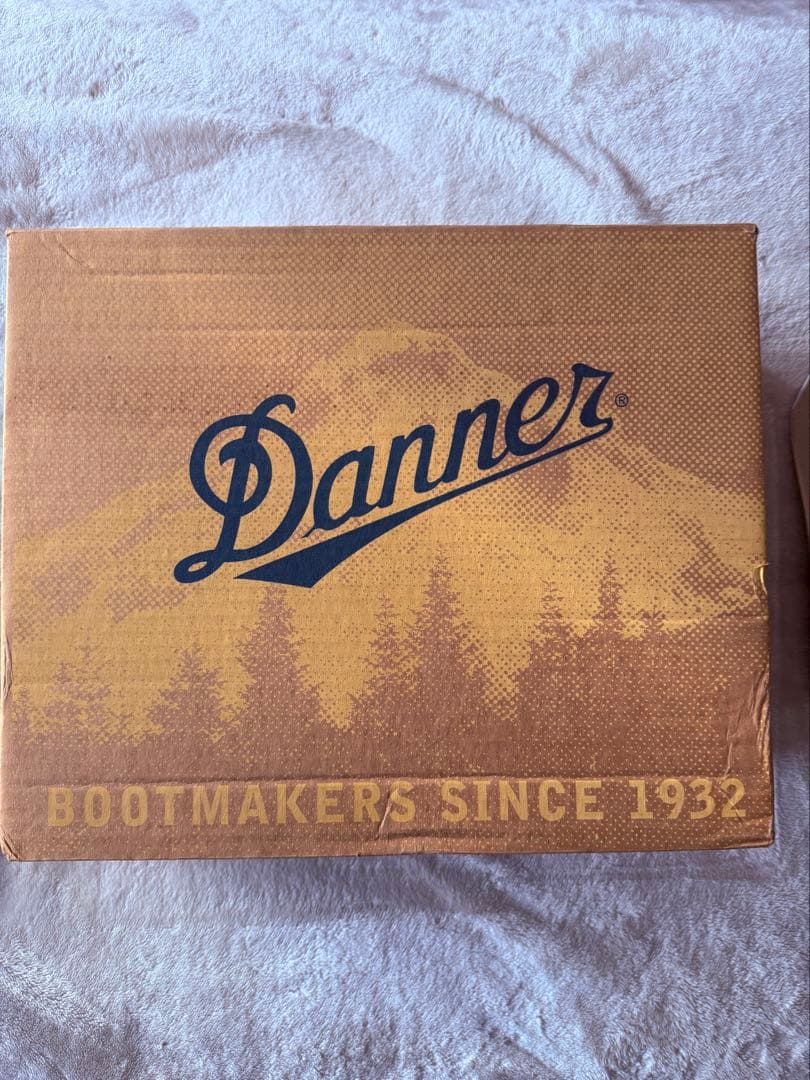 Danner®
BOOTMAKERS SINCE 1932